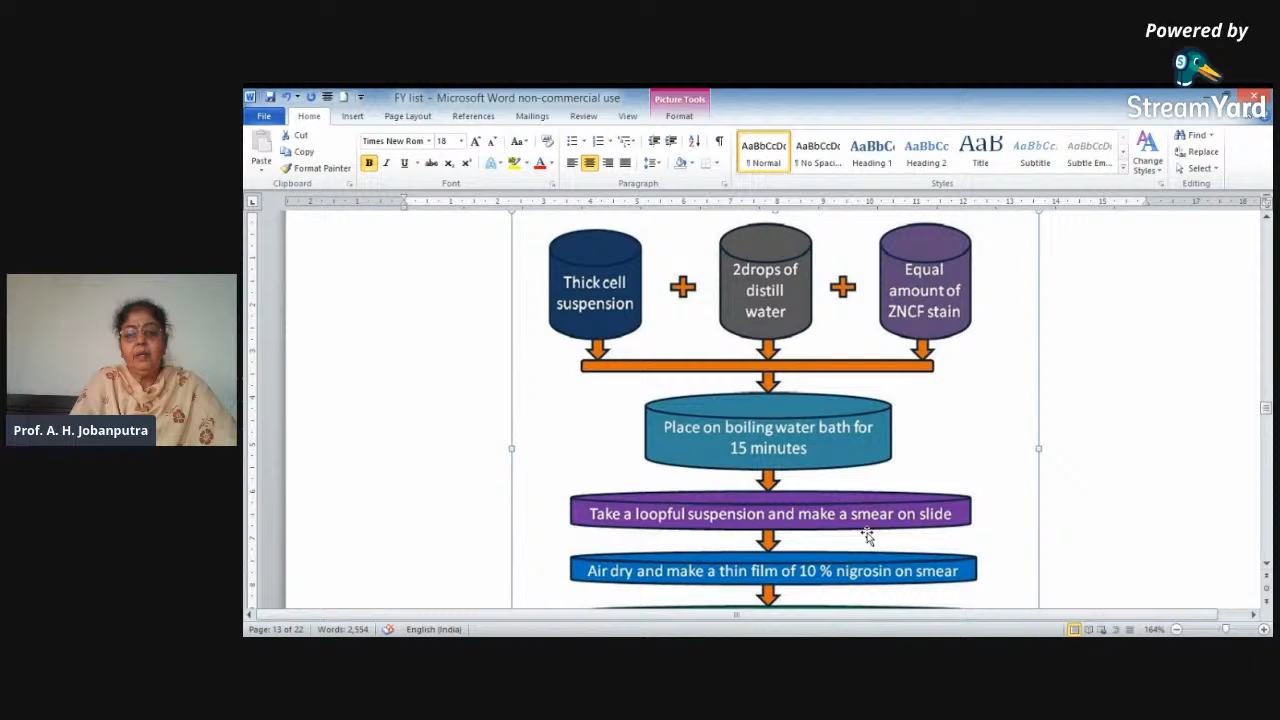 Powered by
StreamYard
FY list - Microsoft Word non-commercial use
Picture Tools
File Home Insert Page Layout References Mailings Review View Format
Paste
Cut
Copy
Format Painter
Clipboard
Times New Rom 18
Font
Paragraph
AaBbCcDc AaBbCcDc AaBbC AaBbCc AaB AaBbCc. AaBbCcDc
¶ Normal ¶ No Spaci... Heading 1 Heading 2 Title Subtitle Subtle Em...
Styles
Change
Styles
Find
Replace
Select
Editing
Thick cell
suspension
2drops of
distill
water
Equal
amount of
ZNCF stain
Place on boiling water bath for
15 minutes
Take a loopful suspension and make a smear on slide
Air dry and make a thin film of 10 % nigrosin on smear
Prof. A. H. Jobanputra
Page: 13 of 22 Words: 2,554 English (India) 164%